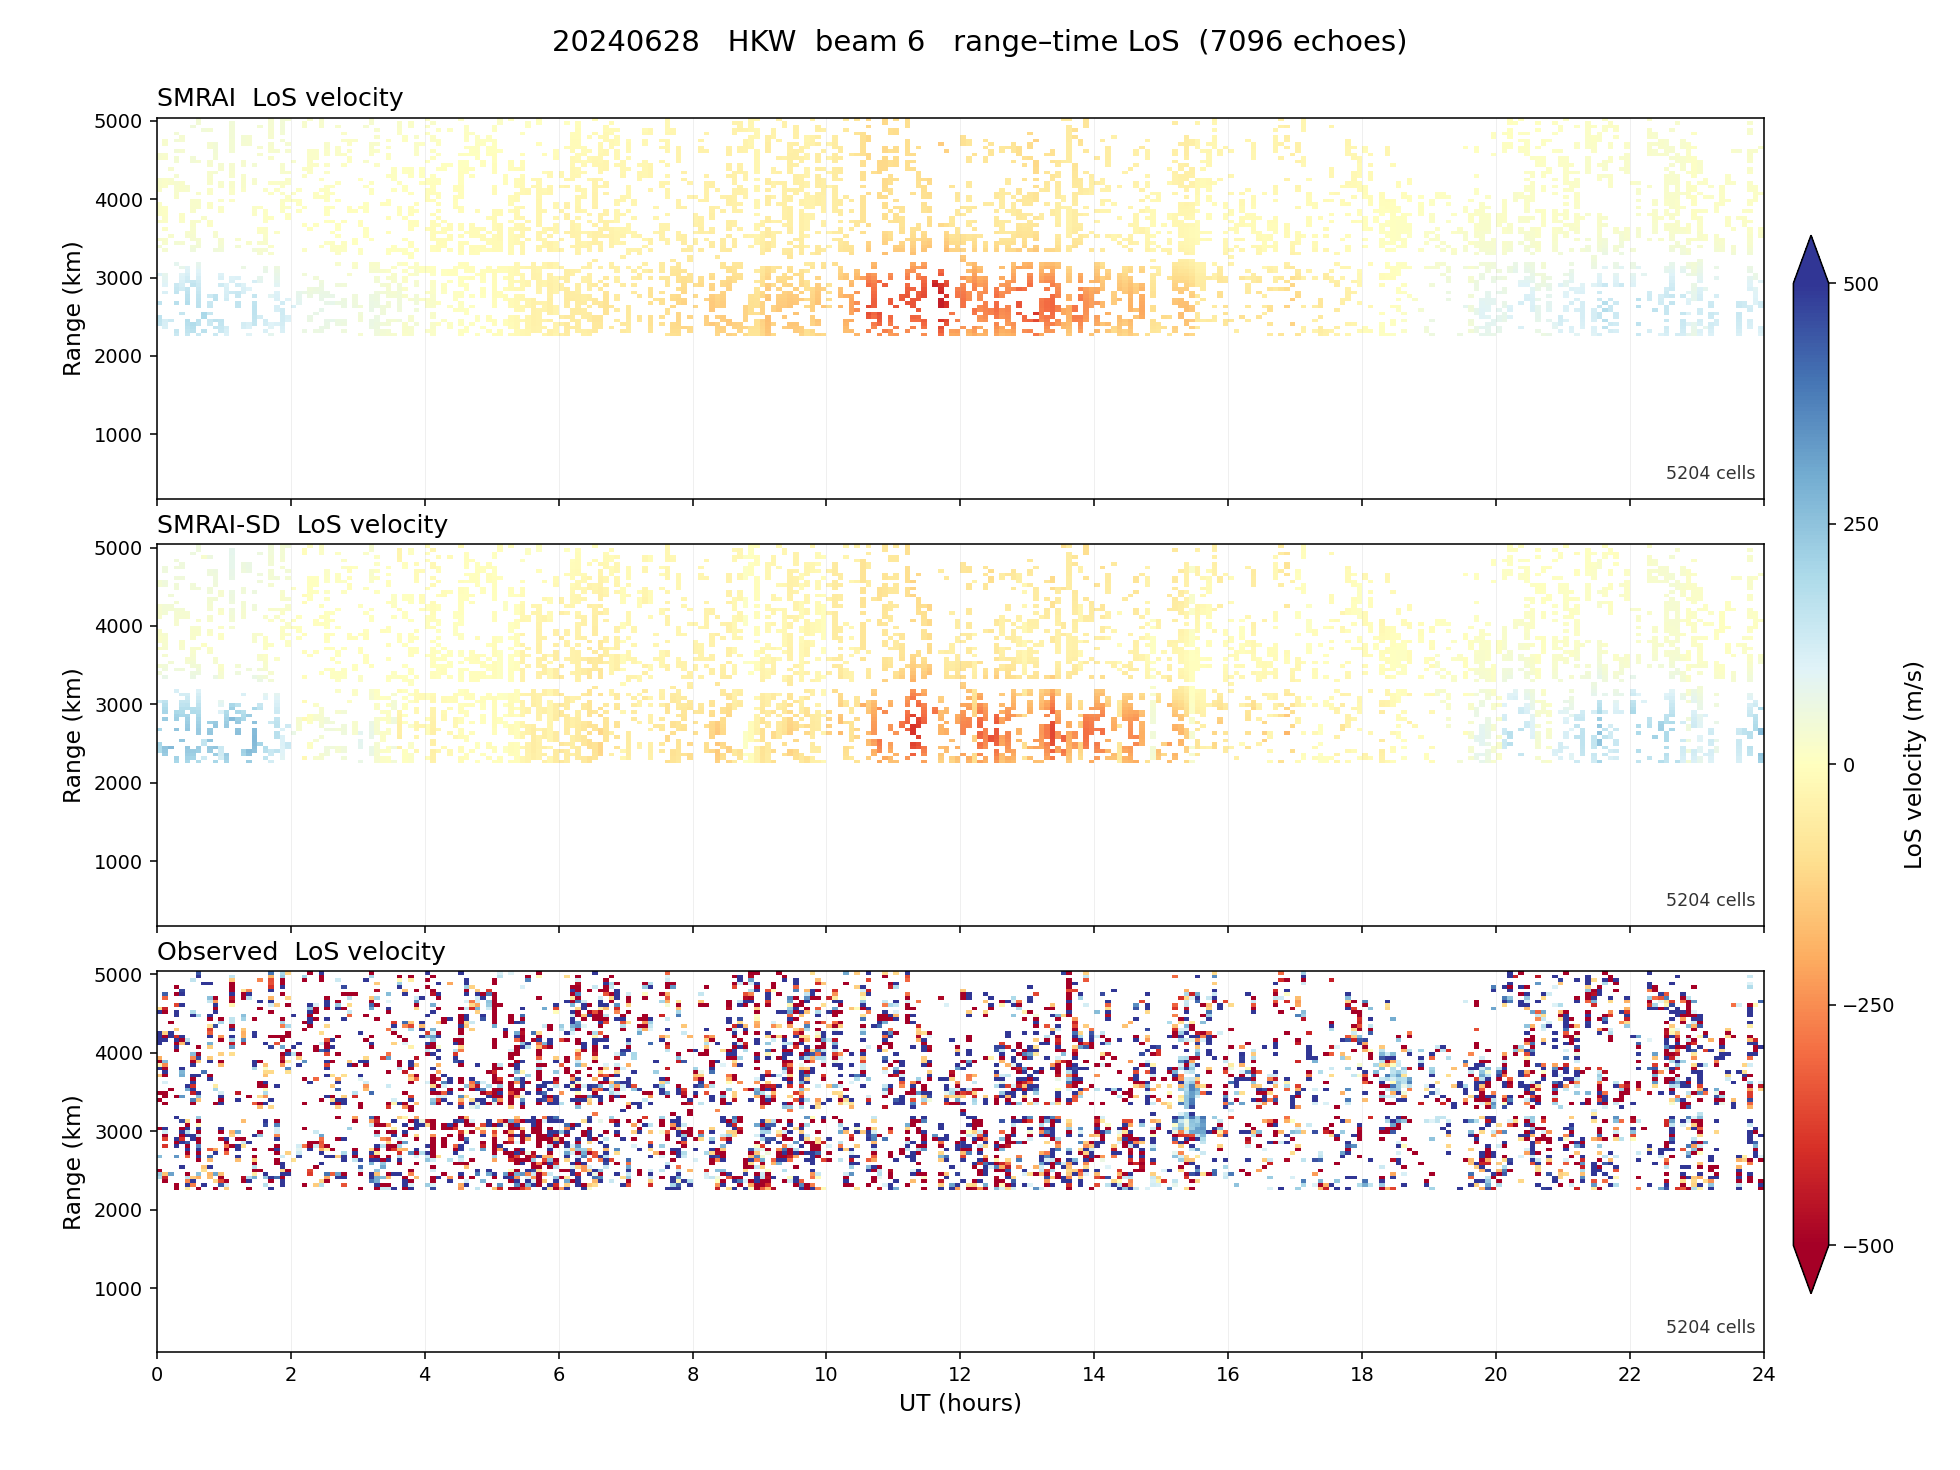 20240628   HKW  beam 6   range–time LoS  (7096 echoes)
SMRAI  LoS velocity
5000
4000
3000
2000
1000
Range (km)
5204 cells
SMRAI-SD  LoS velocity
5000
4000
3000
2000
1000
Range (km)
5204 cells
Observed  LoS velocity
5000
4000
3000
2000
1000
Range (km)
5204 cells
0 2 4 6 8 10 12 14 16 18 20 22 24
UT (hours)
500
250
0
−250
−500
LoS velocity (m/s)